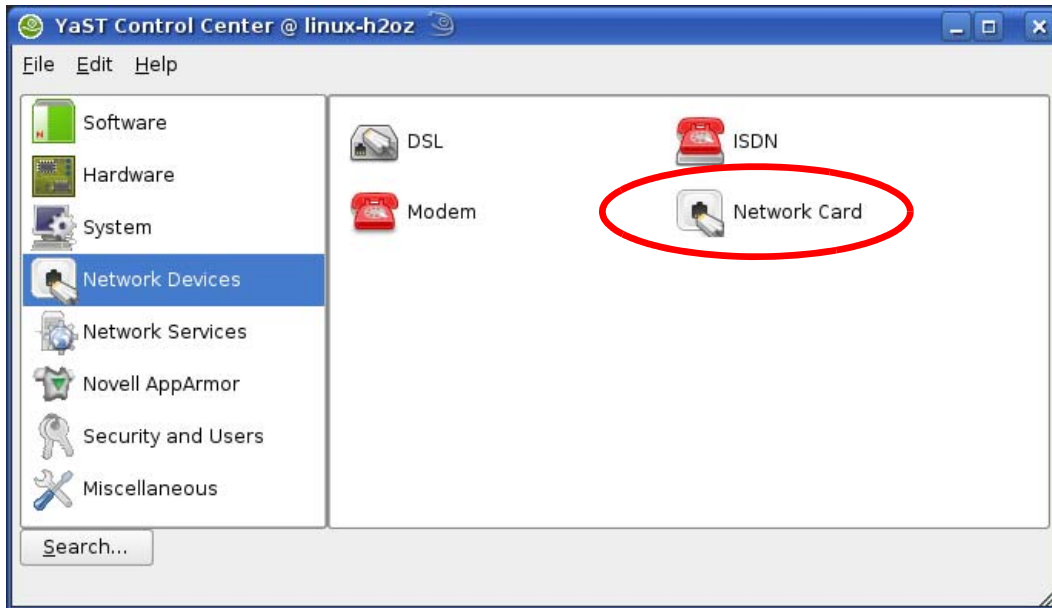 YaST Control Center @ linux-h2oz
File Edit Help
Software
Hardware
System
Network Devices
Network Services
Novell AppArmor
Security and Users
Miscellaneous
Search...
DSL
ISDN
Modem
Network Card